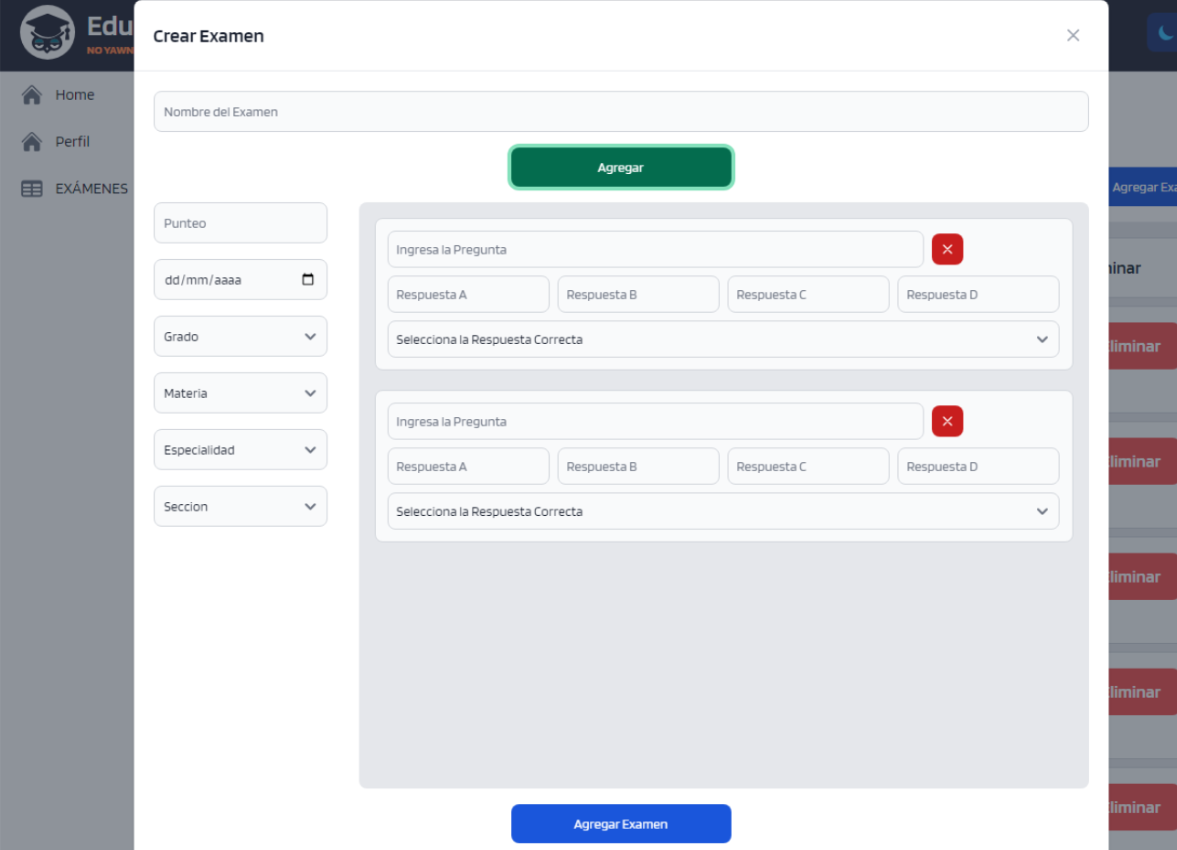 Edu
NO YAWN
Home
Perfil
EXÁMENES
Crear Examen
Nombre del Examen
Agregar
Punteo
dd/mm/aaaa
Grado
Materia
Especialidad
Seccion
Ingresa la Pregunta
Respuesta A Respuesta B Respuesta C Respuesta D
Selecciona la Respuesta Correcta
Ingresa la Pregunta
Respuesta A Respuesta B Respuesta C Respuesta D
Selecciona la Respuesta Correcta
Agregar Examen
Agregar Exa
inar
liminar
liminar
liminar
liminar
liminar